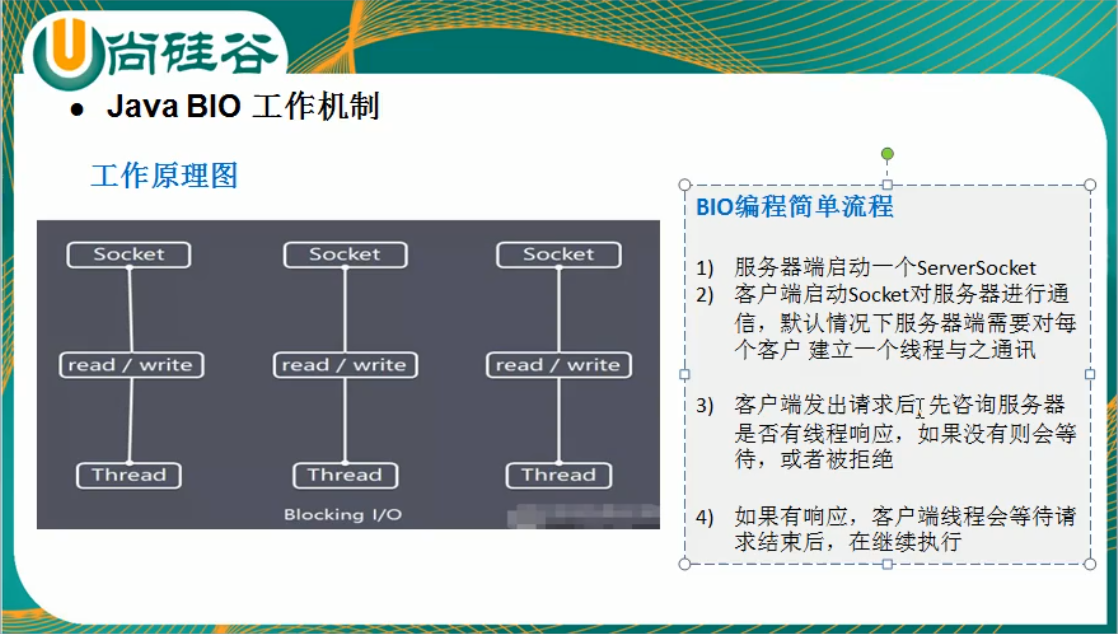 尚硅谷
● Java BIO 工作机制
工作原理图
Socket
Socket
Socket
read / write
read / write
read / write
Thread
Thread
Thread
Blocking I/O
BIO编程简单流程
1) 服务器端启动一个ServerSocket
2) 客户端启动Socket对服务器进行通
信，默认情况下服务器端需要对每
个客户 建立一个线程与之通讯
3) 客户端发出请求后, 先咨询服务器
是否有线程响应，如果没有则会等
待，或者被拒绝
4) 如果有响应，客户端线程会等待请
求结束后，在继续执行